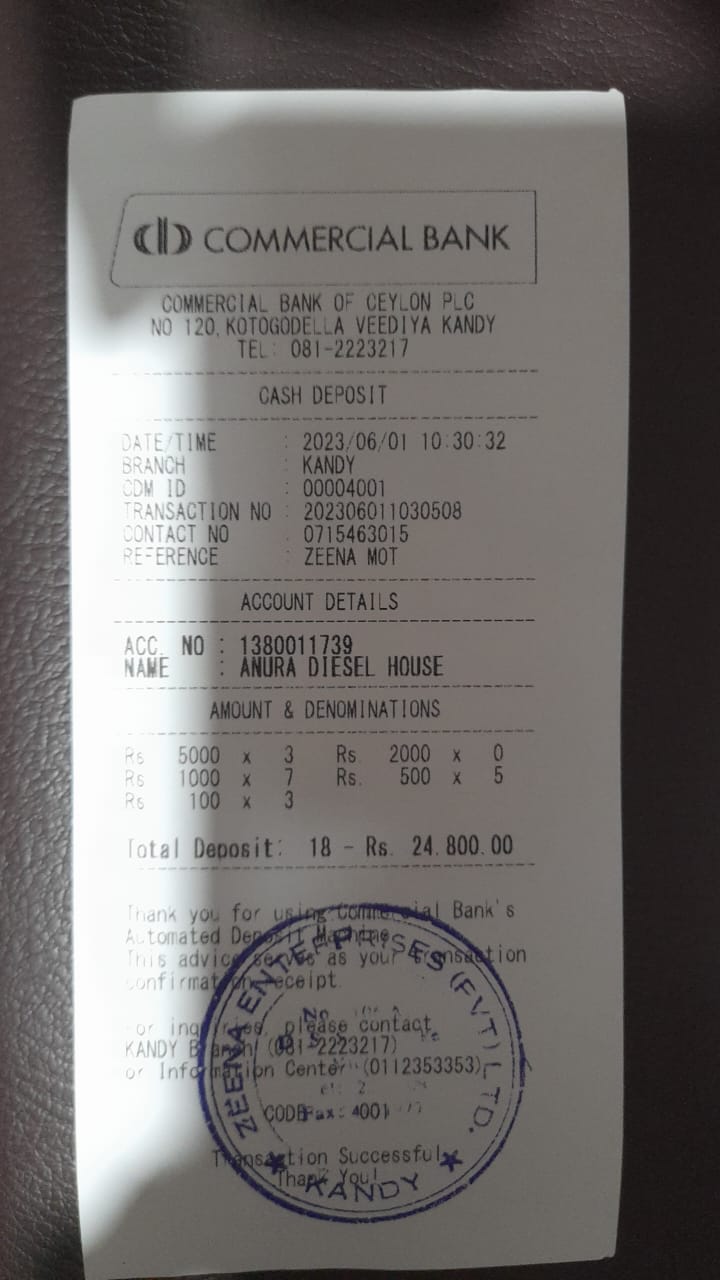 COMMERCIAL BANK
COMMERCIAL BANK OF CEYLON PLC
NO 120,KOTOGODELLA VEEDIYA KANDY
TEL: 081-2223217
CASH DEPOSIT
DATE/TIME : 2023/06/01 10:30:32
BRANCH : KANDY
CDM ID : 00004001
TRANSACTION NO : 202306011030508
CONTACT NO : 0715463015
REFERENCE : ZEENA MOT
ACCOUNT DETAILS
ACC. NO : 1380011739
NAME : ANURA DIESEL HOUSE
AMOUNT & DENOMINATIONS
Rs 5000 x 3 Rs. 2000 x 0
Rs 1000 x 7 Rs. 500 x 5
Rs 100 x 3
Total Deposit: 18 - Rs. 24,800.00
Thank you for using Commercial Bank's
Automated Deposit Machine
This advice serves as your transaction
confirmation receipt.
For inquiries, please contact
KANDY Branch (081-2223217)
or Information Center (0112353353)
CODE : 4001
Transaction Successful
Thank You!
ZEENA ENTERPRISES (PVT) LTD.
KANDY